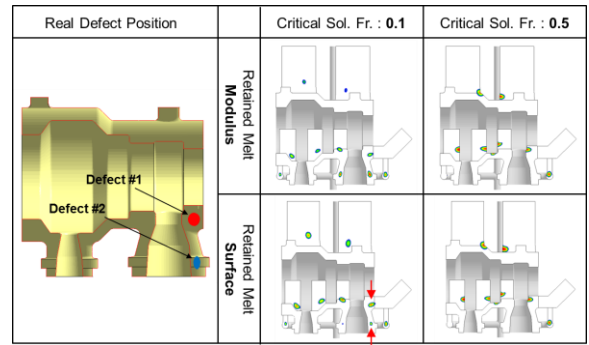 Real Defect Position
Critical Sol. Fr. : 0.1
Critical Sol. Fr. : 0.5
Retained Melt
Modulus
Defect #1
Defect #2
Retained Melt
Surface